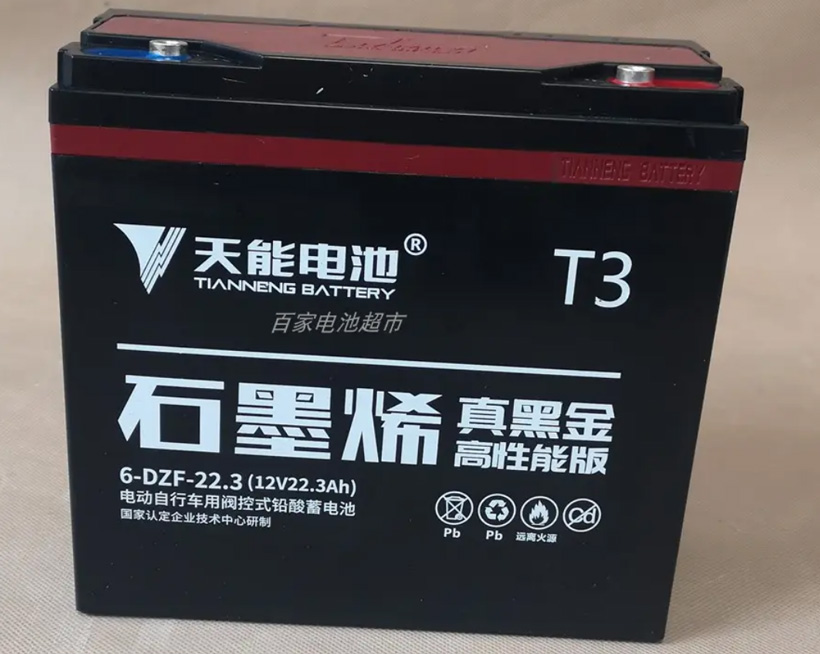 TIANNENG BATTERY
天能电池®
TIANNENG BATTERY
T3
百家电池超市
石墨烯 真黑金
高性能版
6-DZF-22.3 (12V22.3Ah)
电动自行车用阀控式铅酸蓄电池
国家认定企业技术中心研制
Pb Pb 远离火源 Cd